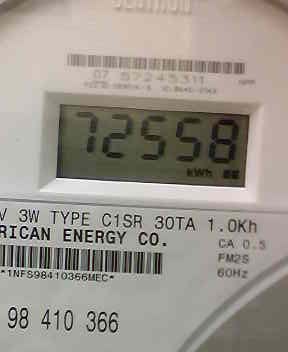 07 57245311
72558
kWh
V 3W TYPE C1SR 30TA 1.0Kh
RICAN ENERGY CO.
CA 0.5
FM2S
*1NFS98410366MEC*
60Hz
98 410 366